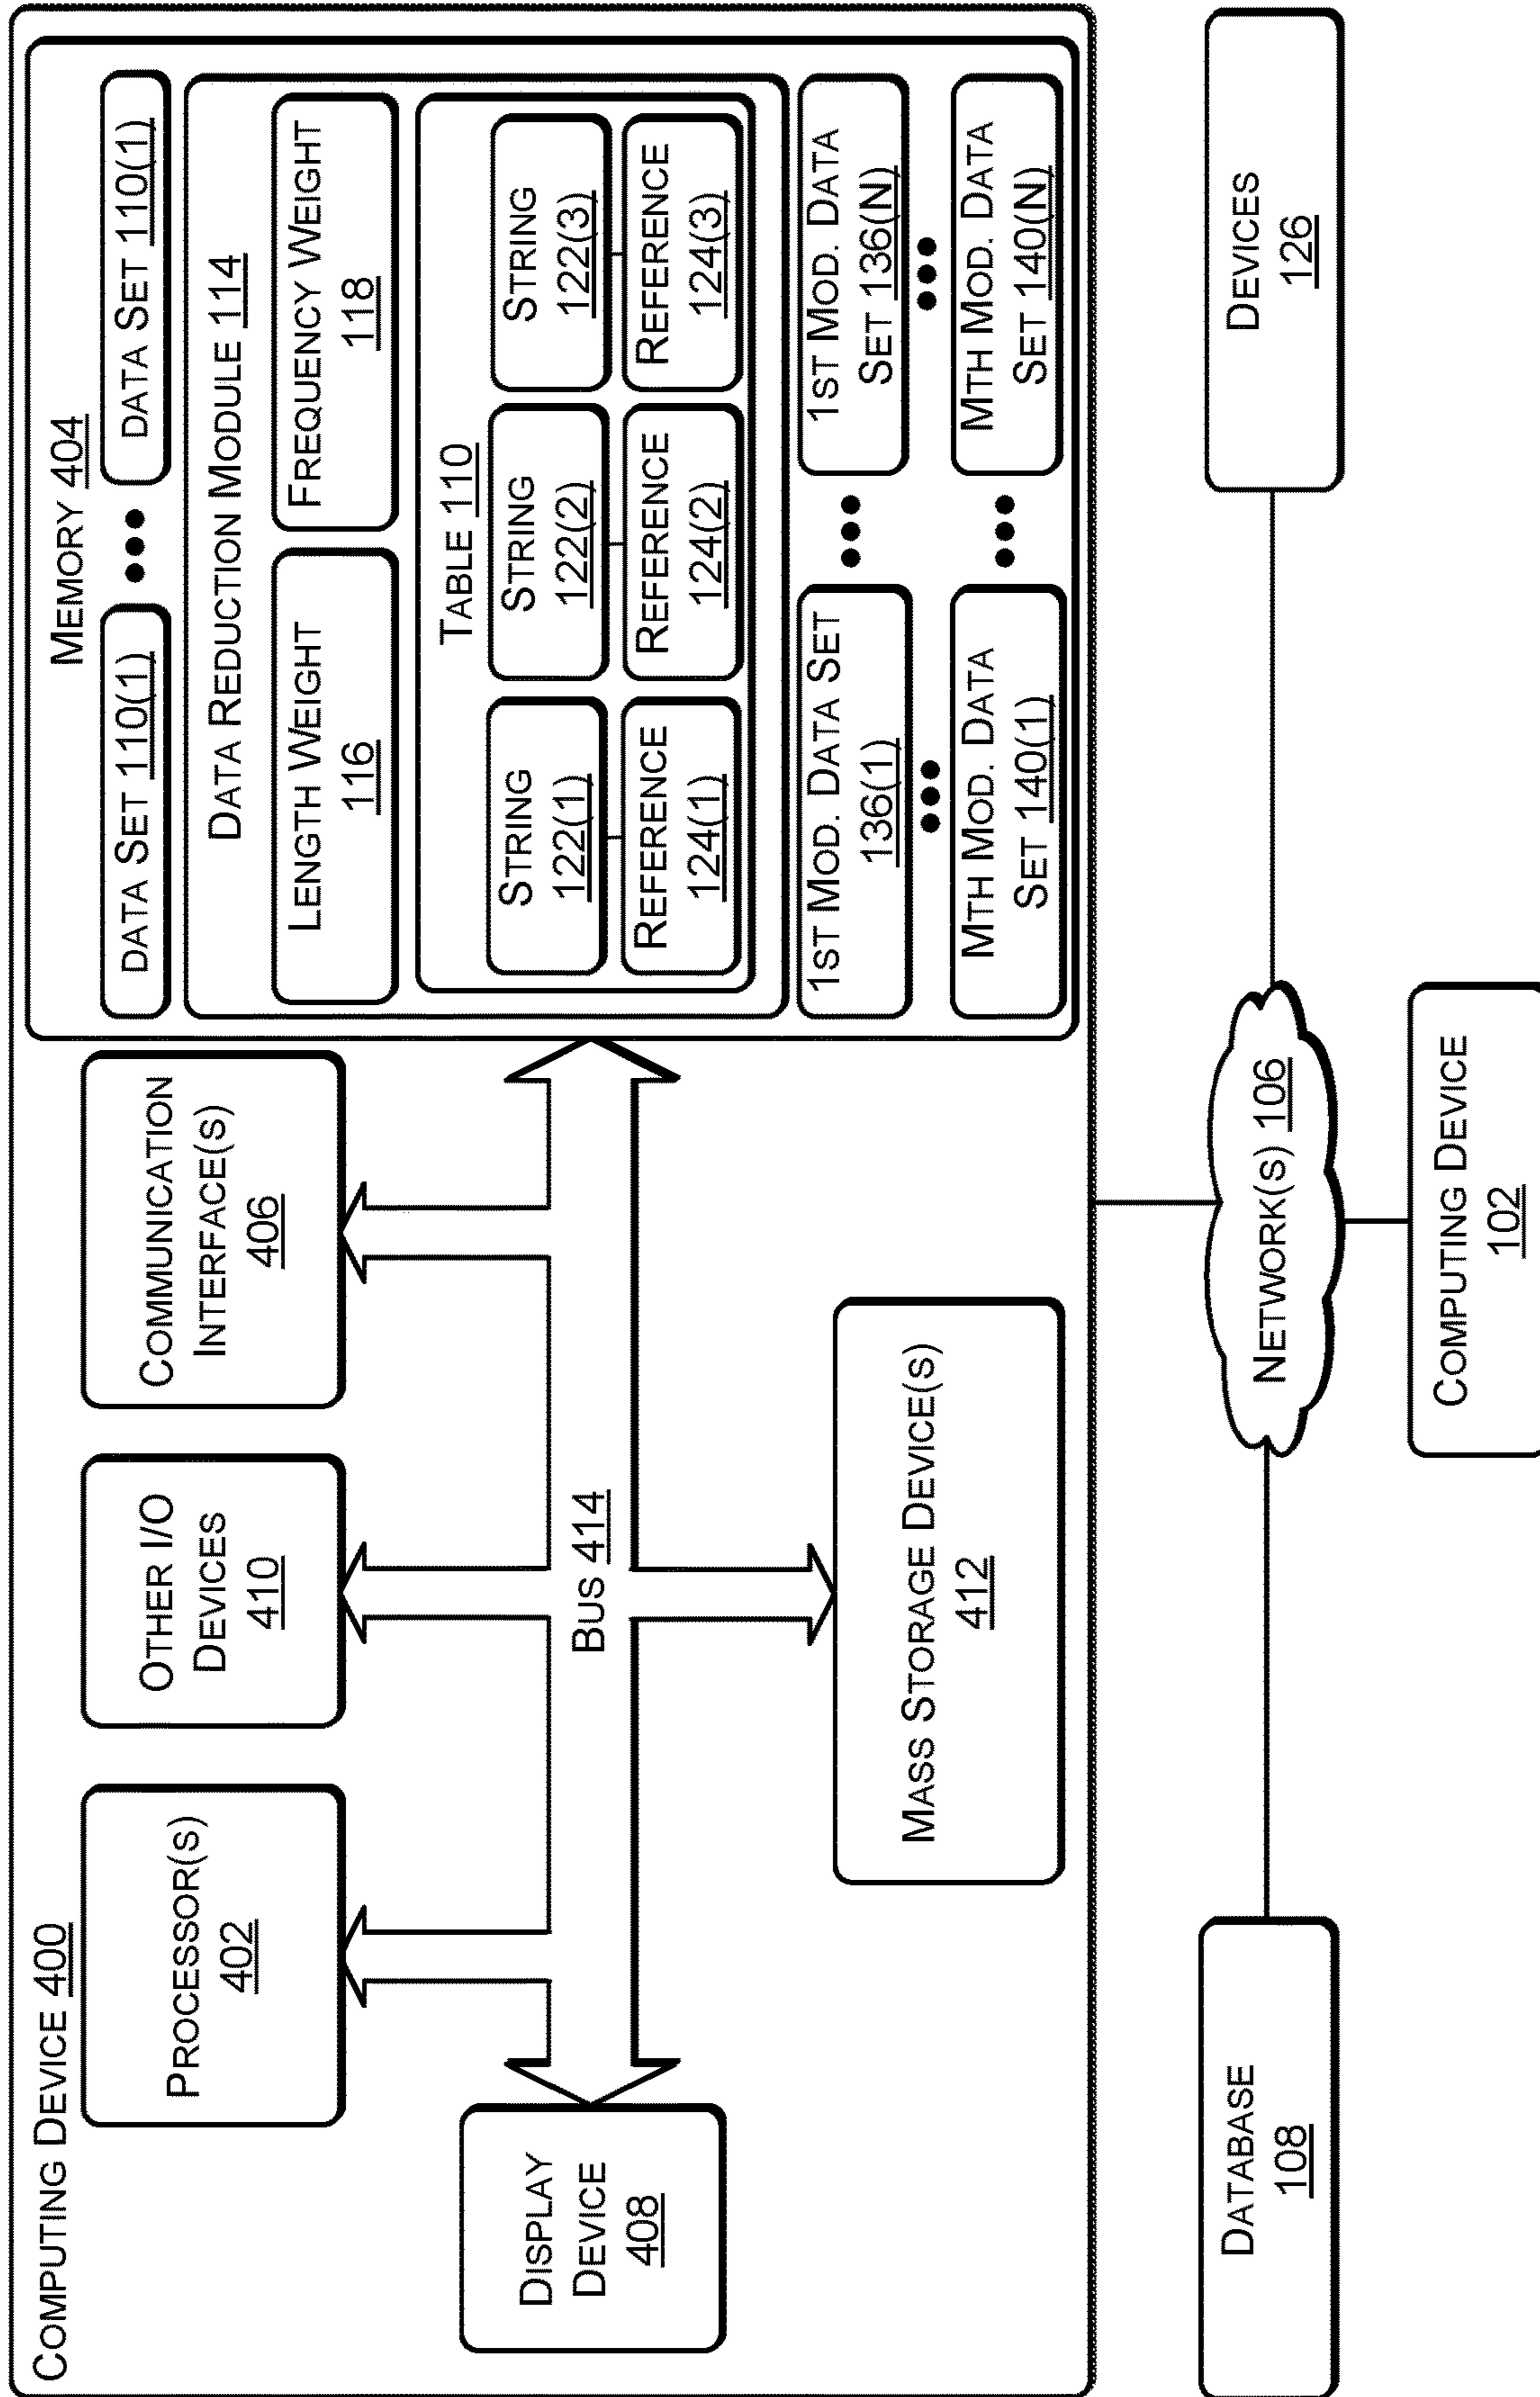 COMPUTING DEVICE 400
PROCESSOR(S)
402
OTHER I/O
DEVICES
410
COMMUNICATION
INTERFACE(S)
406
DISPLAY
DEVICE
408
BUS 414
MASS STORAGE DEVICE(S)
412
MEMORY 404
DATA SET 110(1)
DATA SET 110(1)
DATA REDUCTION MODULE 114
LENGTH WEIGHT
116
FREQUENCY WEIGHT
118
TABLE 110
STRING
122(1)
STRING
122(2)
STRING
122(3)
REFERENCE
124(1)
REFERENCE
124(2)
REFERENCE
124(3)
1ST MOD. DATA SET
136(1)
1ST MOD. DATA
SET 136(N)
MTH MOD. DATA
SET 140(1)
MTH MOD. DATA
SET 140(N)
DATABASE
108
NETWORK(S) 106
DEVICES
126
COMPUTING DEVICE
102